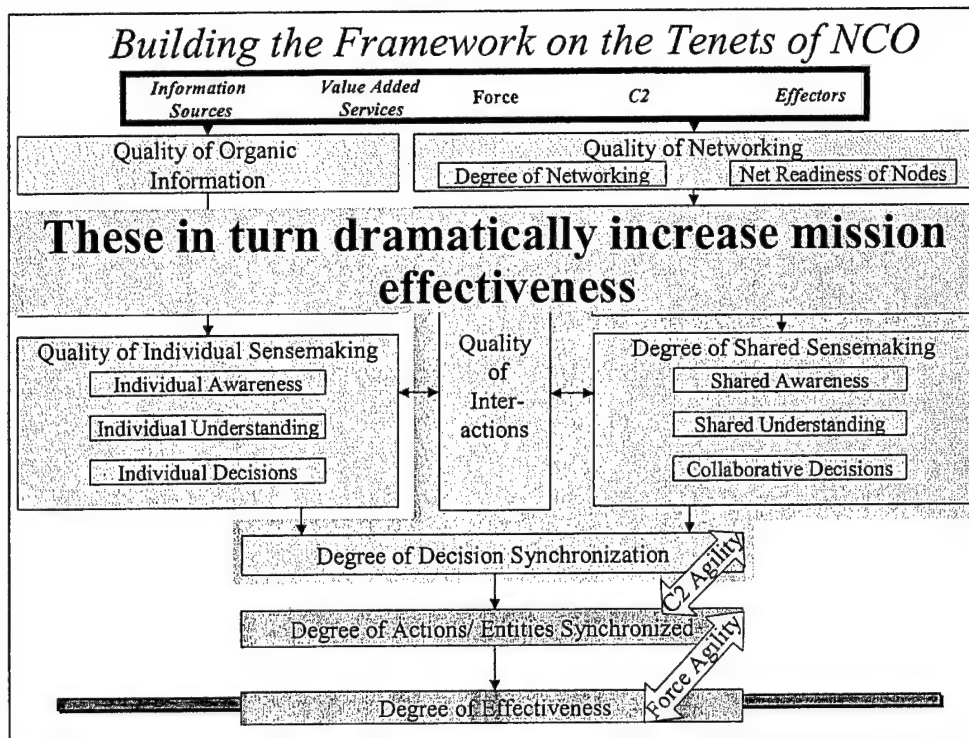 Building the Framework on the Tenets of NCO
Information Sources
Value Added Services
Force
C2
Effectors
Quality of Organic
Information
Quality of Networking
Degree of Networking
Net Readiness of Nodes
These in turn dramatically increase mission
effectiveness
Quality of Individual Sensemaking
Individual Awareness
Individual Understanding
Individual Decisions
Quality
of
Inter-
actions
Degree of Shared Sensemaking
Shared Awareness
Shared Understanding
Collaborative Decisions
Degree of Decision Synchronization
C2 Agility
Degree of Actions/ Entities Synchronized
Force Agility
Degree of Effectiveness